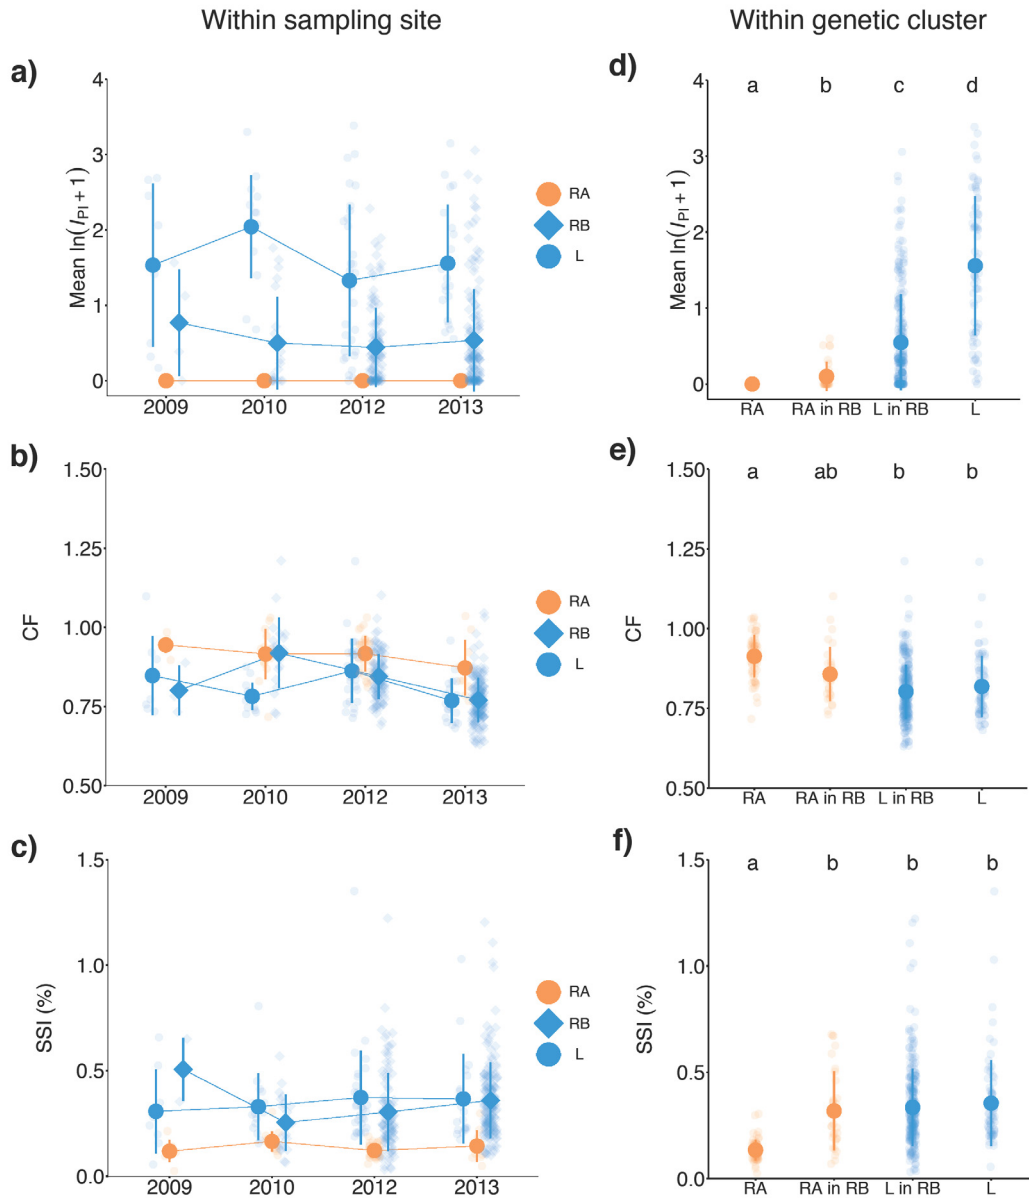 Within sampling site
Within genetic cluster
a)
Mean ln(I_PI + 1)
4
3
2
1
0
2009 2010 2012 2013
RA
RB
L
d)
Mean ln(I_PI + 1)
4
3
2
1
0
a b c d
RA RA in RB L in RB L
b)
CF
1.50
1.25
1.00
0.75
0.50
2009 2010 2012 2013
RA
RB
L
e)
CF
1.50
1.25
1.00
0.75
0.50
a ab b b
RA RA in RB L in RB L
c)
SSI (%)
1.5
1.0
0.5
0.0
2009 2010 2012 2013
RA
RB
L
f)
SSI (%)
1.5
1.0
0.5
0.0
a b b b
RA RA in RB L in RB L